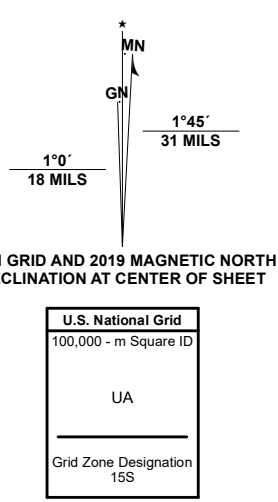 ★
MN
GN
1°45´
31 MILS
1°0´
18 MILS
GRID AND 2019 MAGNETIC NORTH
CLINATION AT CENTER OF SHEET
U.S. National Grid
100,000 - m Square ID
UA
Grid Zone Designation
15S